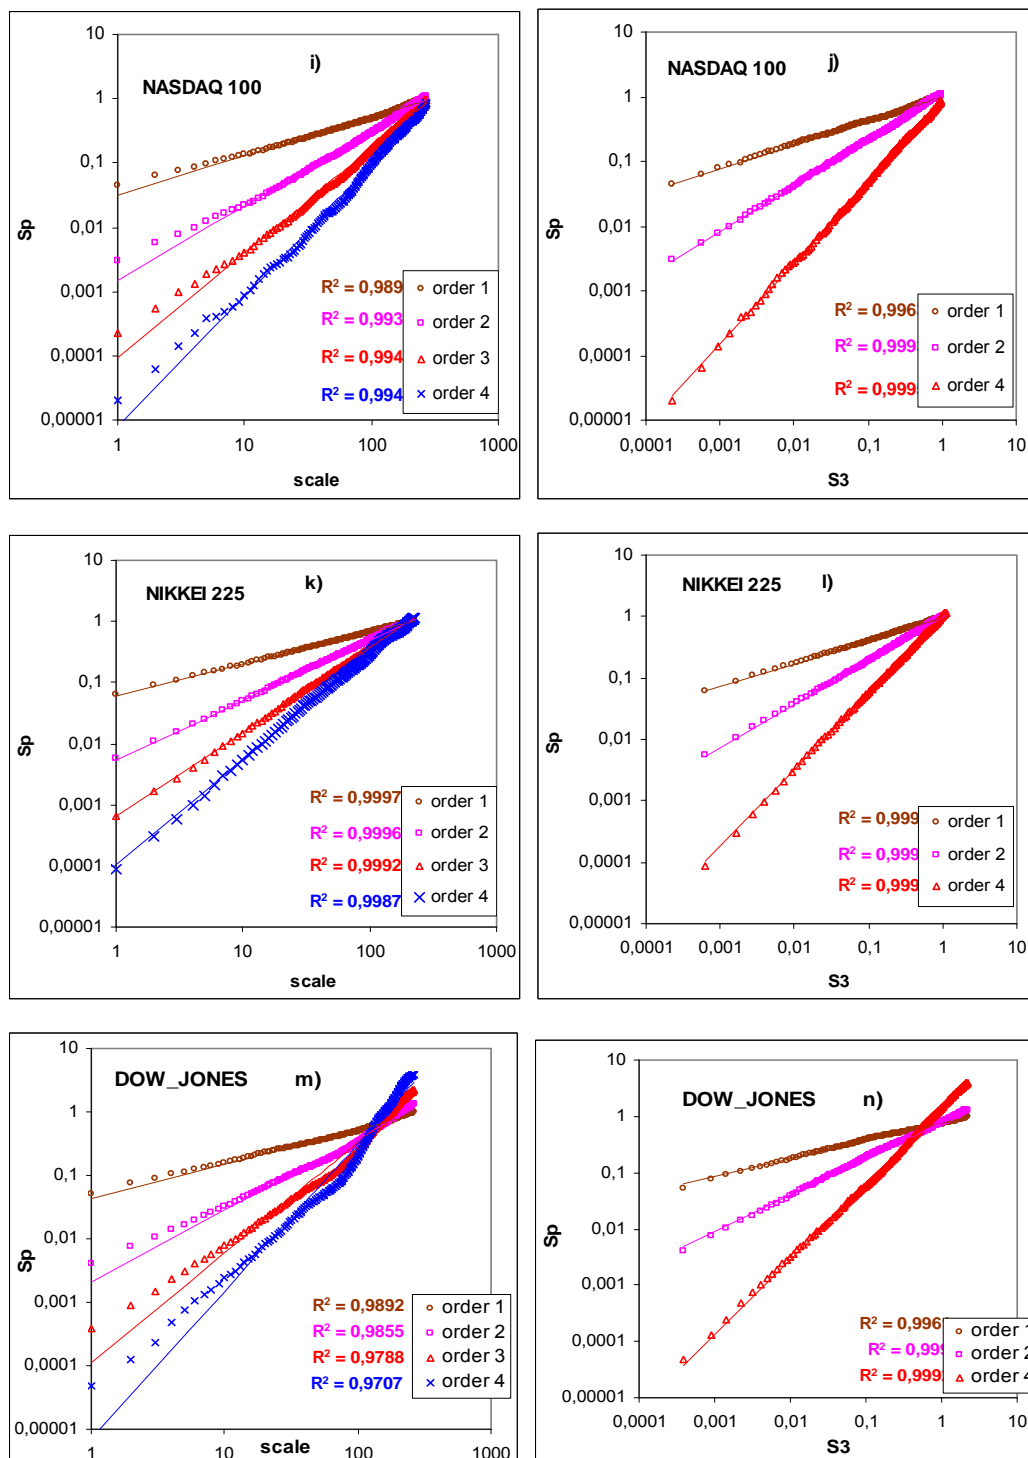 i)
NASDAQ 100
10
1
0,1
0,01
0,001
0,0001
0,00001
Sp
R² = 0,989
R² = 0,993
R² = 0,994
R² = 0,994
order 1
order 2
order 3
order 4
1 10 100 1000
scale
j)
NASDAQ 100
10
1
0,1
0,01
0,001
0,0001
0,00001
Sp
R² = 0,996
R² = 0,999
R² = 0,999
order 1
order 2
order 4
0,0001 0,001 0,01 0,1 1 10
S3
k)
NIKKEI 225
10
1
0,1
0,01
0,001
0,0001
0,00001
Sp
R² = 0,9997
R² = 0,9996
R² = 0,9992
R² = 0,9987
order 1
order 2
order 3
order 4
1 10 100 1000
scale
l)
NIKKEI 225
10
1
0,1
0,01
0,001
0,0001
0,00001
Sp
R² = 0,999
R² = 0,999
R² = 0,999
order 1
order 2
order 4
0,0001 0,001 0,01 0,1 1 10
S3
DOW_JONES m)
10
1
0,1
0,01
0,001
0,0001
0,00001
Sp
R² = 0,9892
R² = 0,9855
R² = 0,9788
R² = 0,9707
order 1
order 2
order 3
order 4
1 10 100 1000
scale
DOW_JONES n)
10
1
0,1
0,01
0,001
0,0001
0,00001
Sp
R² = 0,996
R² = 0,999
R² = 0,999
order 1
order 2
order 4
0,0001 0,001 0,01 0,1 1 10
S3